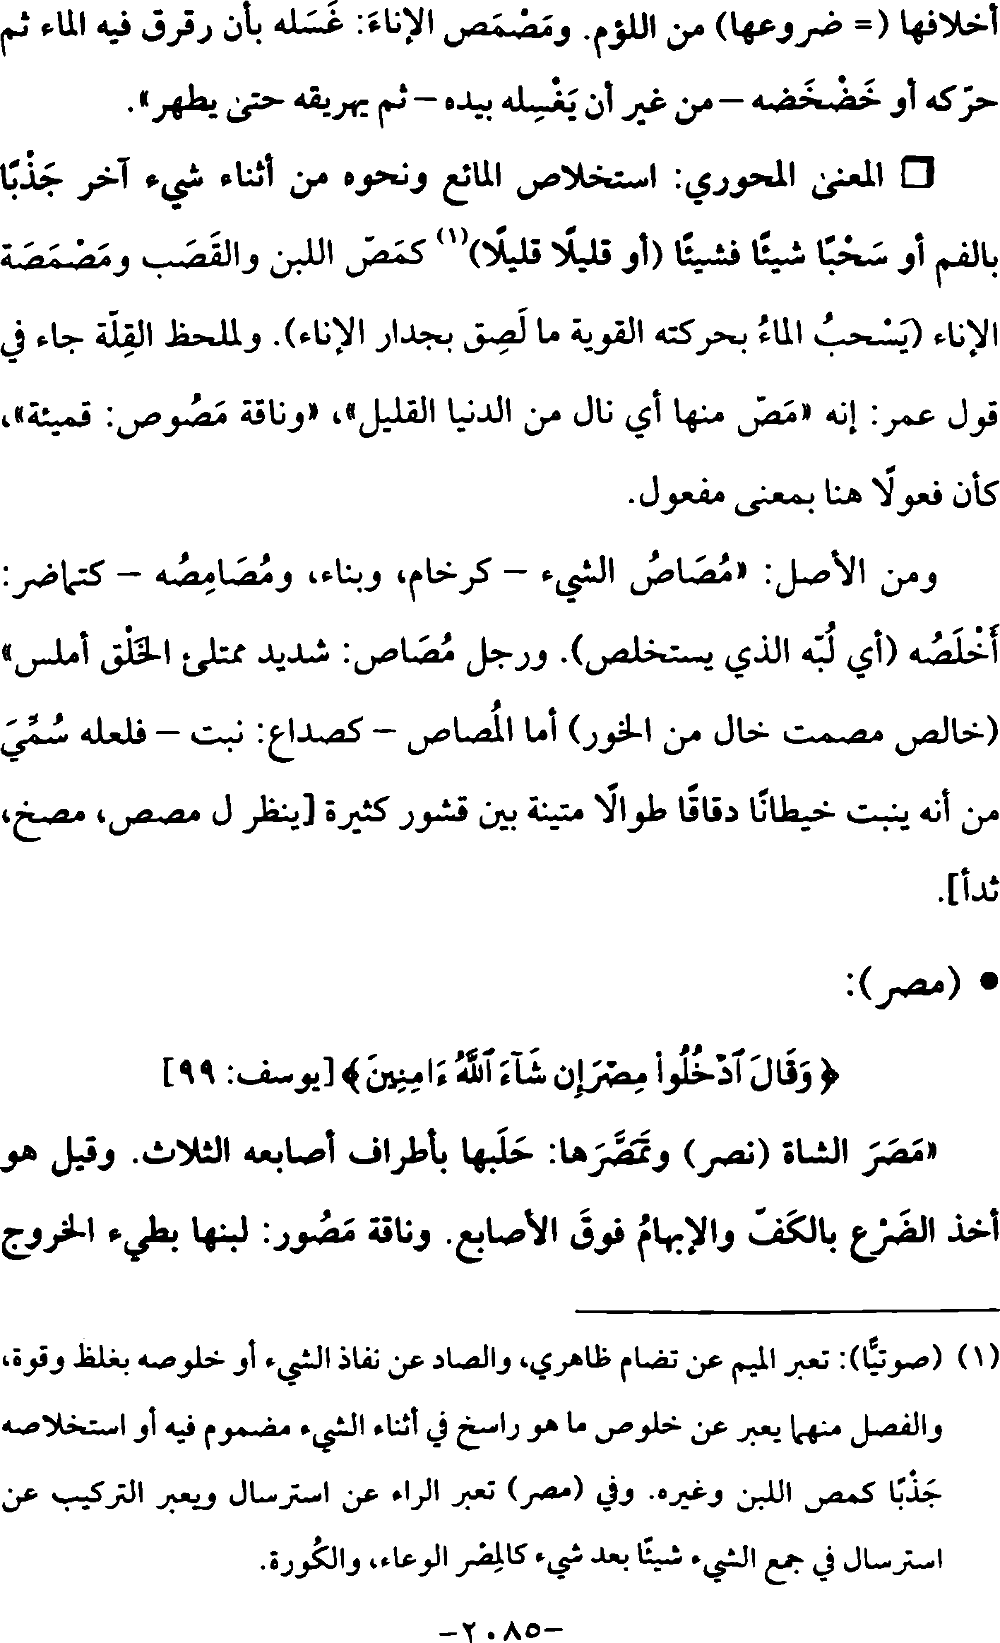 أخلافها (= ضروعها) من اللؤم. ومَصْمَص الإناءَ: غَسَله بأن رقرق فيه الماء ثم
حرّكه أو خَضْخَضه – من غير أن يَغْسِله بيده – ثم يهريقه حتى يطهر».
□ المعنى المحوري: استخلاص المائع ونحوه من أثناء شيء آخر جَذْبًا
بالفم أو سَحْبًا شيئًا فشيئًا (أو قليلًا قليلًا)(١) كمَصّ اللبن والقَصَب ومَصْمَصَة
الإناء (يَسْحبُ الماءُ بحركته القوية ما لَصِق بجدار الإناء). ولملحظ القِلّة جاء في
قول عمر: إنه «مَصّ منها أي نال من الدنيا القليل»، «وناقة مَصُوص: قميئة»،
كأن فعولًا هنا بمعنى مفعول.
ومن الأصل: «مُصَاصُ الشيء – كرخام، وبناء، ومُصَامِصُه – كتماضر:
أَخْلَصُه (أي لُبّه الذي يستخلص). ورجل مُصَاص: شديد ممتلئ الخَلْق أملس»
(خالص مصمت خال من الخور) أما المُصاص – كصداع: نبت – فلعله سُمِّيَ
من أنه ينبت خيطانًا دقاقًا طوالًا متينة بين قشور كثيرة [ينظر ل مصص، مصخ،
ثدأ].
• (مصر):
﴿وَقَالَ ٱدْخُلُوا۟ مِصْرَ إِن شَآءَ ٱللَّهُ ءَامِنِينَ﴾ [يوسف: ٩٩]
«مَصَرَ الشاة (نصر) وتَمَصَّرَها: حَلَبها بأطراف أصابعه الثلاث. وقيل هو
أخذ الضَرْع بالكَفّ والإبهامُ فوقَ الأصابع. وناقة مَصُور: لبنها بطيء الخروج
(١) (صوتيًّا): تعبر الميم عن تضام ظاهري، والصاد عن نفاذ الشيء أو خلوصه بغلظ وقوة،
والفصل منهما يعبر عن خلوص ما هو راسخ في أثناء الشيء مضموم فيه أو استخلاصه
جَذْبًا كمص اللبن وغيره. وفي (مصر) تعبر الراء عن استرسال ويعبر التركيب عن
استرسال في جمع الشيء شيئًا بعد شيء كالمِصْر الوعاء، والكُورة.
–٢٠٨٥–